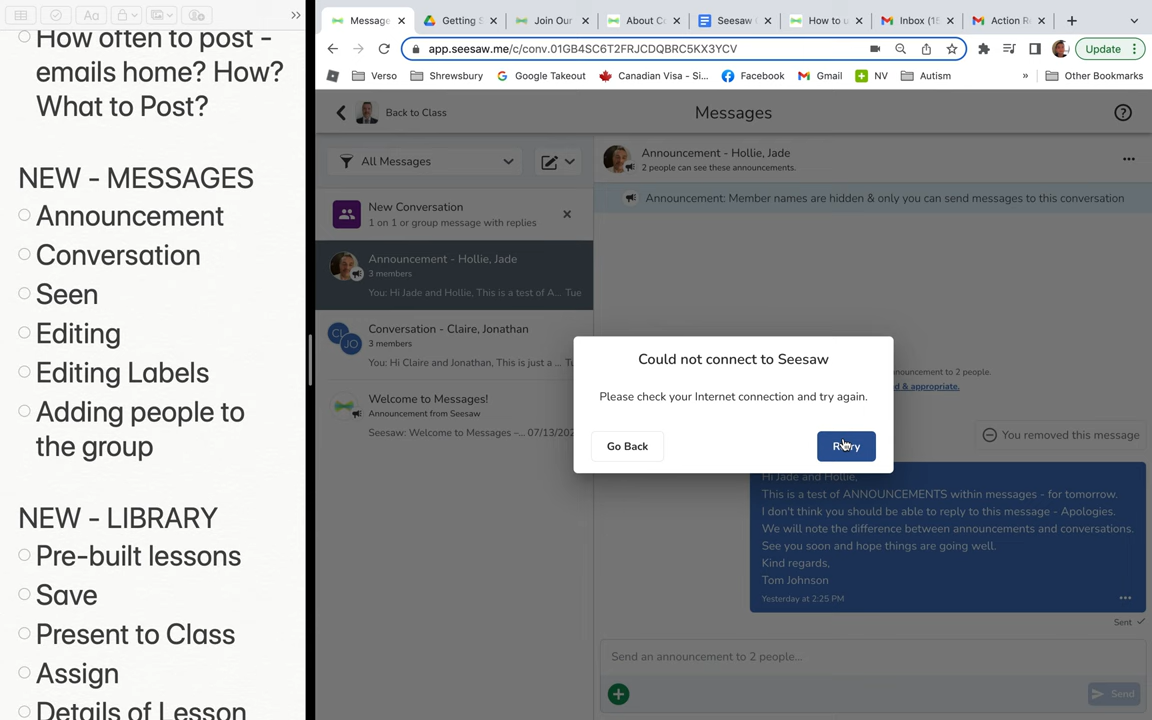 How often to post -
emails home? How?
What to Post?
NEW - MESSAGES
Announcement
Conversation
Seen
Editing
Editing Labels
Adding people to
the group
NEW - LIBRARY
Pre-built lessons
Save
Present to Class
Assign
Details of Lesson
Message
Getting S
Join Our
About C
Seesaw
How to u
Inbox (15
Action R
app.seesaw.me/c/conv.01GB4SC6T2FRJCDQBRC5KX3YCV
Update
Verso
Shewsbury
Google Takeout
Canadian Visa - Si...
Facebook
Gmail
NV
Autism
Other Bookmarks
Back to Class
Messages
All Messages
New Conversation
1 on 1 or group message with replies
Announcement - Hollie, Jade
3 members
You: Hi Jade and Hollie, This is a test of A... Tue
Conversation - Claire, Jonathan
3 members
You: Hi Claire and Jonathan, This is just a ...
Welcome to Messages!
Announcement from Seesaw
Seesaw: Welcome to Messages –... 07/13/202
Announcement - Hollie, Jade
2 people can see these announcements.
Announcement: Member names are hidden & only you can send messages to this conversation
Could not connect to Seesaw
Please check your Internet connection and try again.
Go Back
Retry
nouncement to 2 people.
d & appropriate.
You removed this message
Hi Jade and Hollie,
This is a test of ANNOUNCEMENTS within messages - for tomorrow.
I don't think you should be able to reply to this message - Apologies.
We will note the difference between announcements and conversations.
See you soon and hope things are going well.
Kind regards,
Tom Johnson
Yesterday at 2:25 PM
Sent
Send an announcement to 2 people...
Send